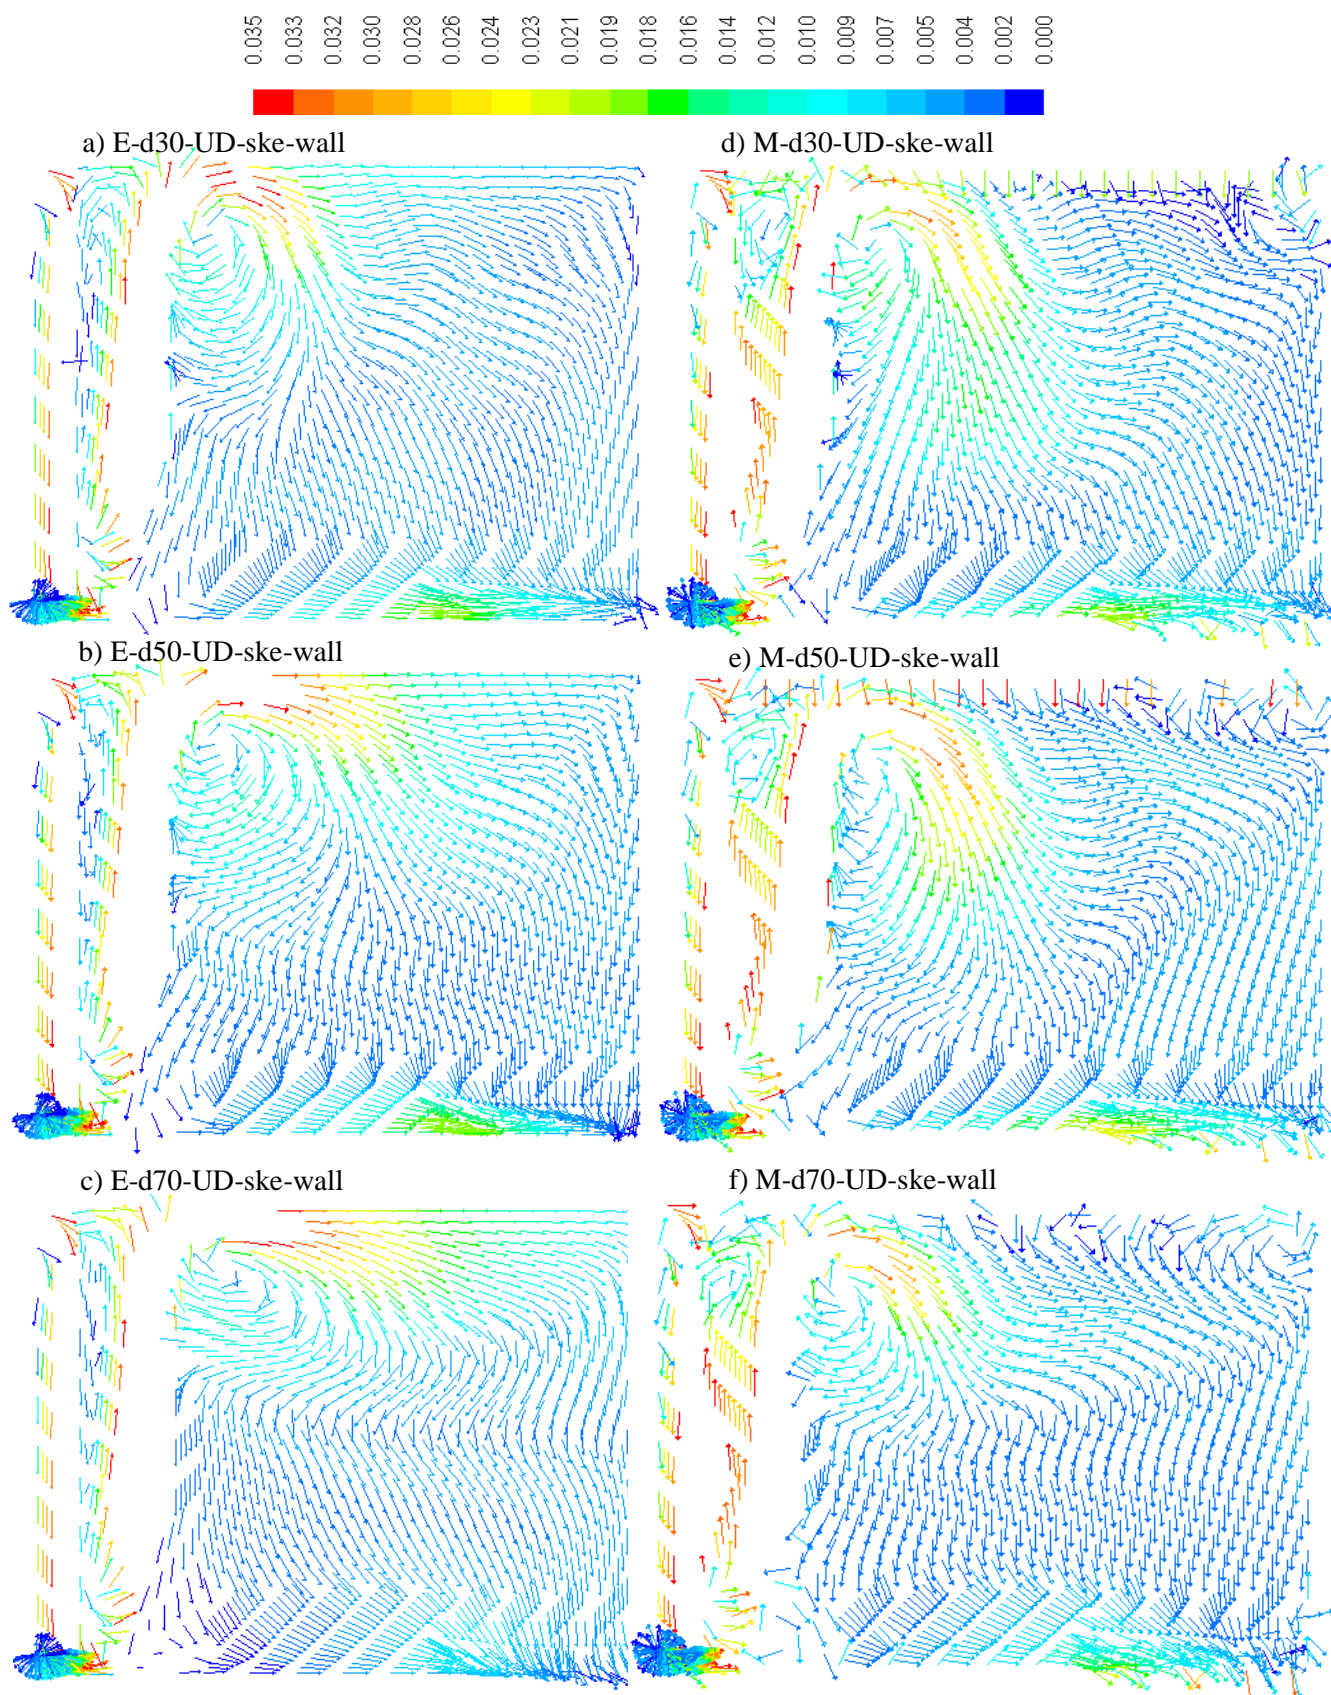 0.035 0.033 0.032 0.030 0.028 0.026 0.024 0.023 0.021 0.019 0.018 0.016 0.014 0.012 0.009 0.007 0.005 0.004 0.002 0.000
a) E-d30-UD-ske-wall
d) M-d30-UD-ske-wall
b) E-d50-UD-ske-wall
e) M-d50-UD-ske-wall
c) E-d70-UD-ske-wall
f) M-d70-UD-ske-wall